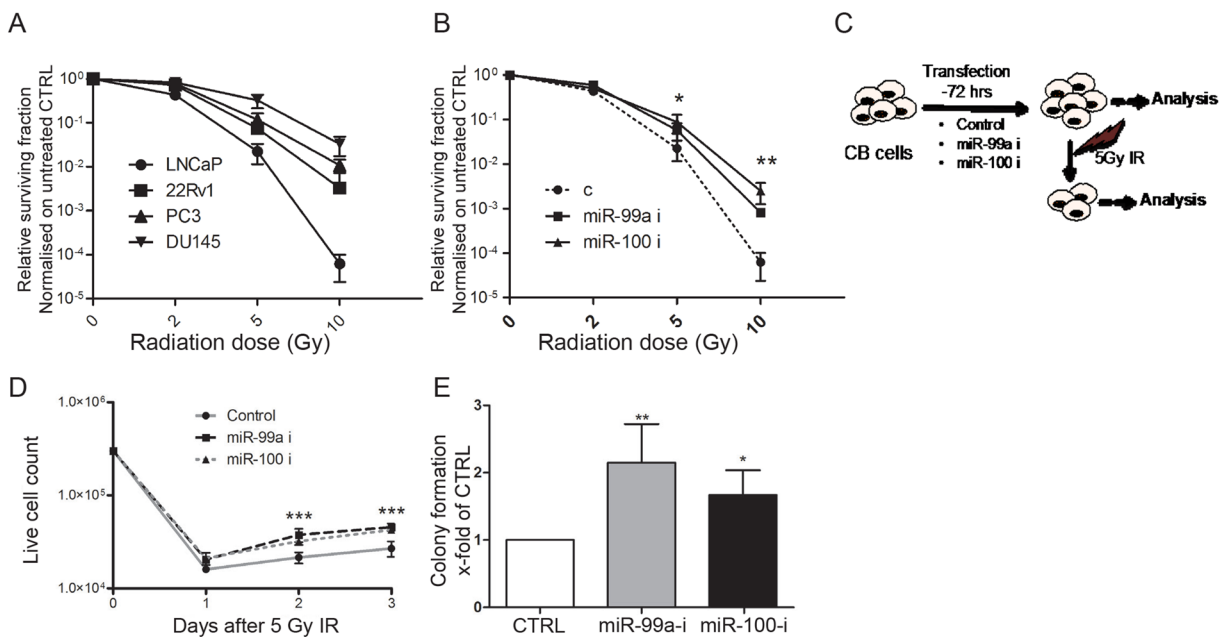 A
Relative surviving fraction
Normalised on untreated CTRL
10^0
10^-1
10^-2
10^-3
10^-4
10^-5
LNCaP
22Rv1
PC3
DU145
0
2
5
10
Radiation dose (Gy)
B
Relative surviving fraction
Normalised on untreated CTRL
10^0
10^-1
10^-2
10^-3
10^-4
10^-5
*
**
c
miR-99a i
miR-100 i
0
2
5
10
Radiation dose (Gy)
C
Transfection
-72 hrs
CB cells
• Control
• miR-99a i
• miR-100 i
Analysis
5Gy IR
Analysis
D
Live cell count
1.0×10^6
1.0×10^5
1.0×10^4
Control
miR-99a i
miR-100 i
***
***
0
1
2
3
Days after 5 Gy IR
E
Colony formation
x-fold of CTRL
3
2
1
0
**
*
CTRL
miR-99a-i
miR-100-i